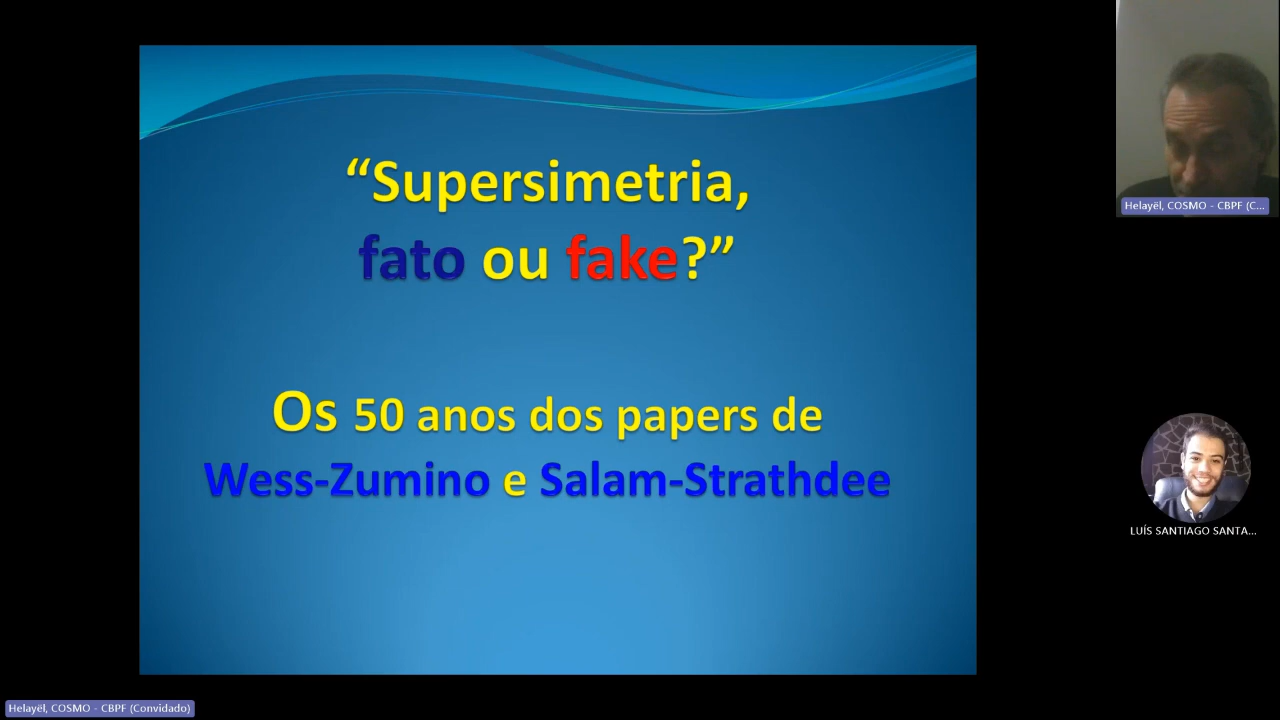 “Supersimetria,
fato ou fake?”
Os 50 anos dos papers de
Wess-Zumino e Salam-Strathdee
Helayël, COSMO - CBPF (C...
LUÍS SANTIAGO SANTA...
Helayël, COSMO - CBPF (Convidado)